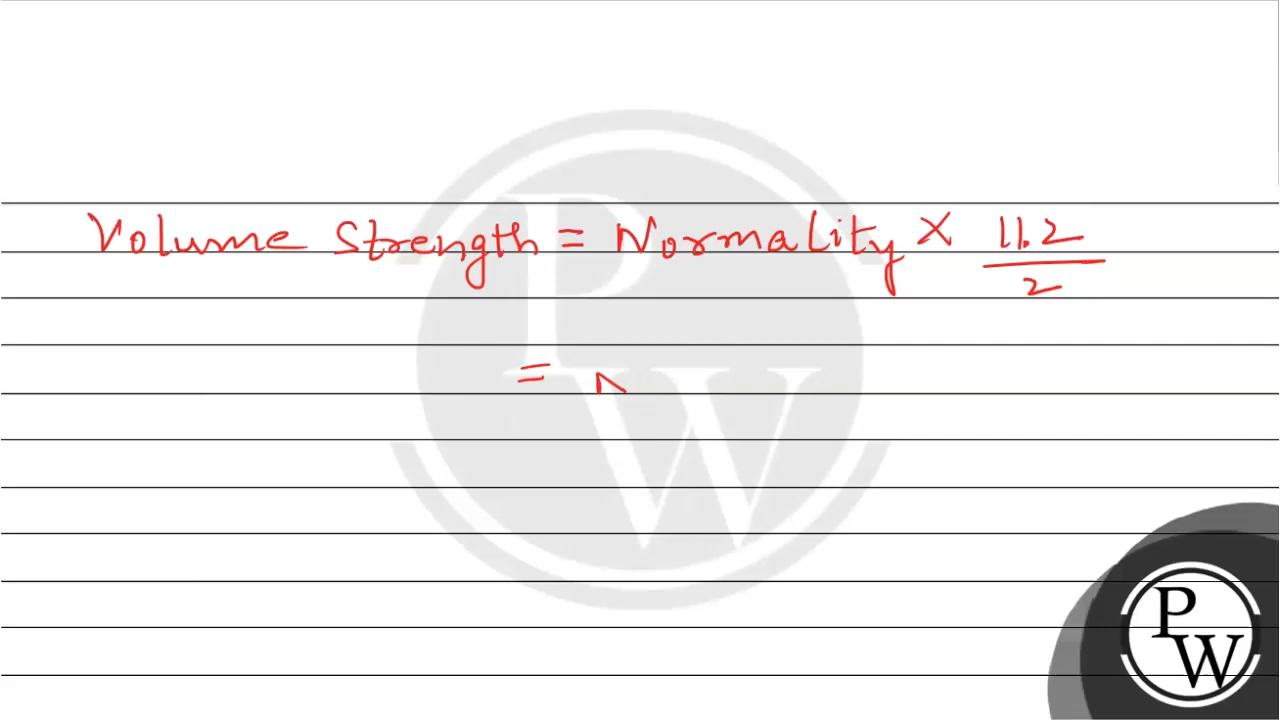 Volume Strength = Normality × 11.2/2
= N
P
W
P
W